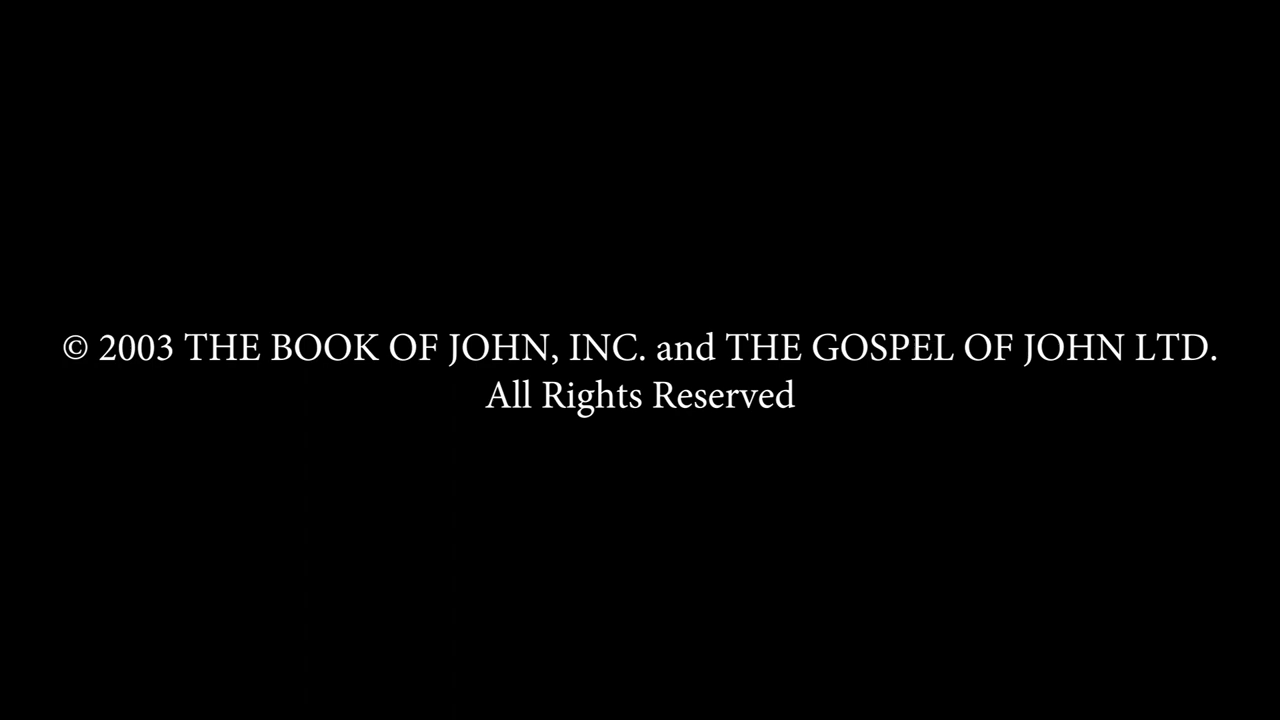 © 2003 THE BOOK OF JOHN, INC. and THE GOSPEL OF JOHN LTD.
All Rights Reserved